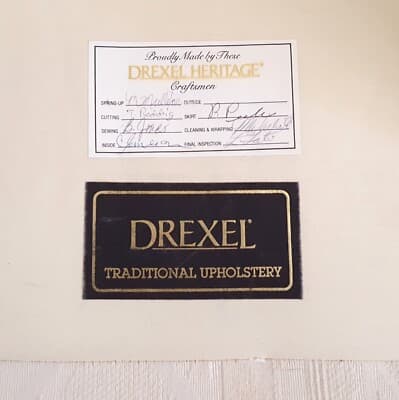 Proudly Made by These
DREXEL HERITAGE®
Craftsmen
SPRING-UP OUTSIDE
CUTTING SKIRT
SEWING B. Jones CLEANING & WRAPPING
INSIDE FINAL INSPECTION
DREXEL®
TRADITIONAL UPHOLSTERY